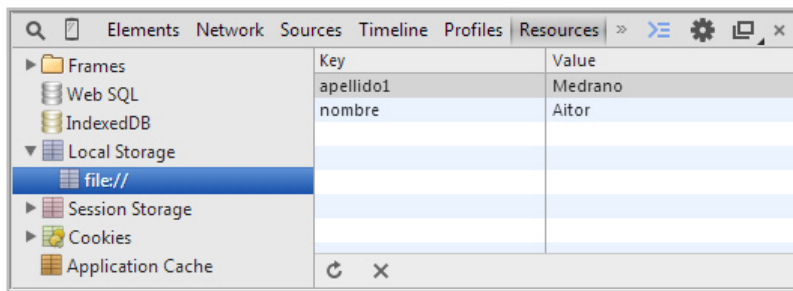 Elements Network Sources Timeline Profiles Resources »
Key Value
apellido1 Medrano
nombre Aitor
Frames
Web SQL
IndexedDB
Local Storage
file://
Session Storage
Cookies
Application Cache